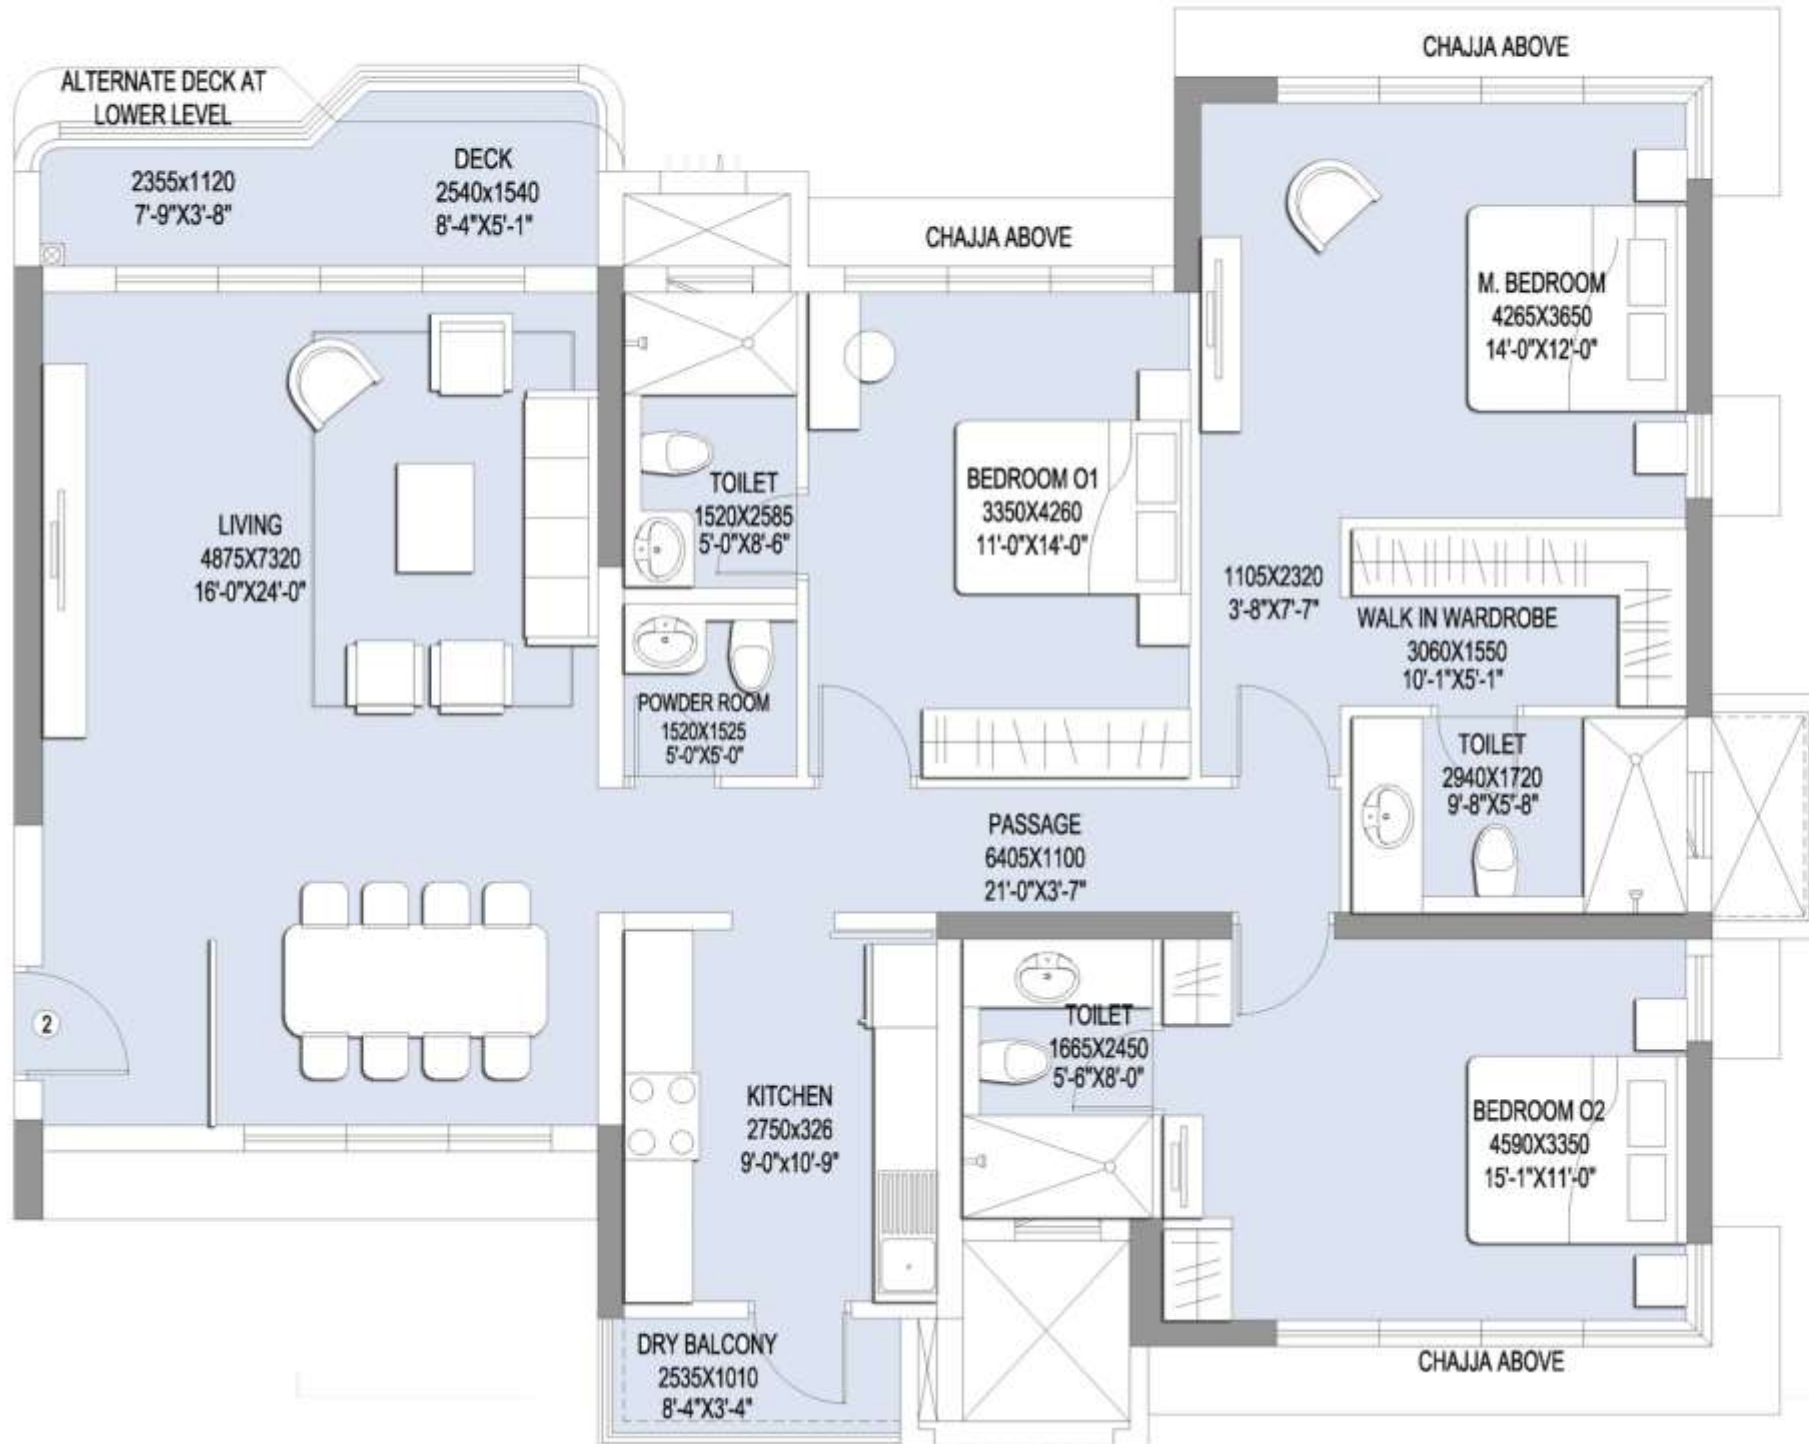 CHAJJA ABOVE
ALTERNATE DECK AT
LOWER LEVEL
2355x1120
7'-9"X3'-8"
DECK
2540x1540
8'-4"X5'-1"
CHAJJA ABOVE
M. BEDROOM
4265X3650
14'-0"X12'-0"
LIVING
4875X7320
16'-0"X24'-0"
TOILET
1520X2585
5'-0"X8'-6"
BEDROOM O1
3350X4260
11'-0"X14'-0"
1105X2320
3'-8"X7'-7"
WALK IN WARDROBE
3060X1550
10'-1"X5'-1"
POWDER ROOM
1520X1525
5'-0"X5'-0"
TOILET
2940X1720
9'-8"X5'-8"
PASSAGE
6405X1100
21'-0"X3'-7"
2
TOILET
1665X2450
5'-6"X8'-0"
KITCHEN
2750x326
9'-0"x10'-9"
BEDROOM O2
4590X3350
15'-1"X11'-0"
DRY BALCONY
2535X1010
8'-4"X3'-4"
CHAJJA ABOVE